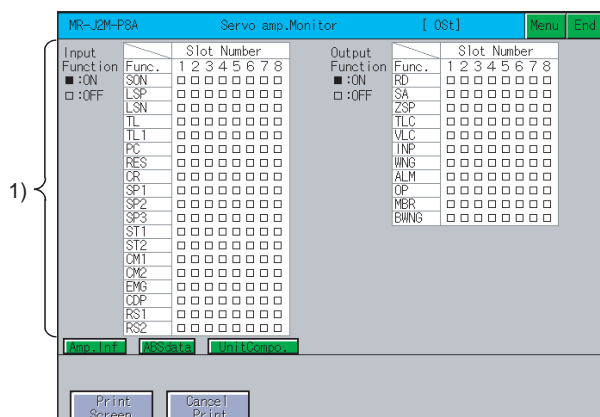 MR-J2M-P8A Servo amp.Monitor [ 0St] Menu End
Input Slot Number
Function Func. 1 2 3 4 5 6 7 8
■:ON SON □ □ □ □ □ □ □ □
□:OFF LSP □ □ □ □ □ □ □ □
LSN □ □ □ □ □ □ □ □
TL □ □ □ □ □ □ □ □
TL1 □ □ □ □ □ □ □ □
PC □ □ □ □ □ □ □ □
RES □ □ □ □ □ □ □ □
CR □ □ □ □ □ □ □ □
SP1 □ □ □ □ □ □ □ □
SP2 □ □ □ □ □ □ □ □
SP3 □ □ □ □ □ □ □ □
ST1 □ □ □ □ □ □ □ □
ST2 □ □ □ □ □ □ □ □
CM1 □ □ □ □ □ □ □ □
CM2 □ □ □ □ □ □ □ □
EMG □ □ □ □ □ □ □ □
CDP □ □ □ □ □ □ □ □
RS1 □ □ □ □ □ □ □ □
RS2 □ □ □ □ □ □ □ □
Output Slot Number
Function Func. 1 2 3 4 5 6 7 8
■:ON RD □ □ □ □ □ □ □ □
□:OFF SA □ □ □ □ □ □ □ □
ZSP □ □ □ □ □ □ □ □
TLC □ □ □ □ □ □ □ □
VLC □ □ □ □ □ □ □ □
INP □ □ □ □ □ □ □ □
WNG □ □ □ □ □ □ □ □
ALM □ □ □ □ □ □ □ □
OP □ □ □ □ □ □ □ □
MBR □ □ □ □ □ □ □ □
BWNG □ □ □ □ □ □ □ □
1)
Amp.Inf ABSdata UnitCompo.
Print Screen
Cancel Print